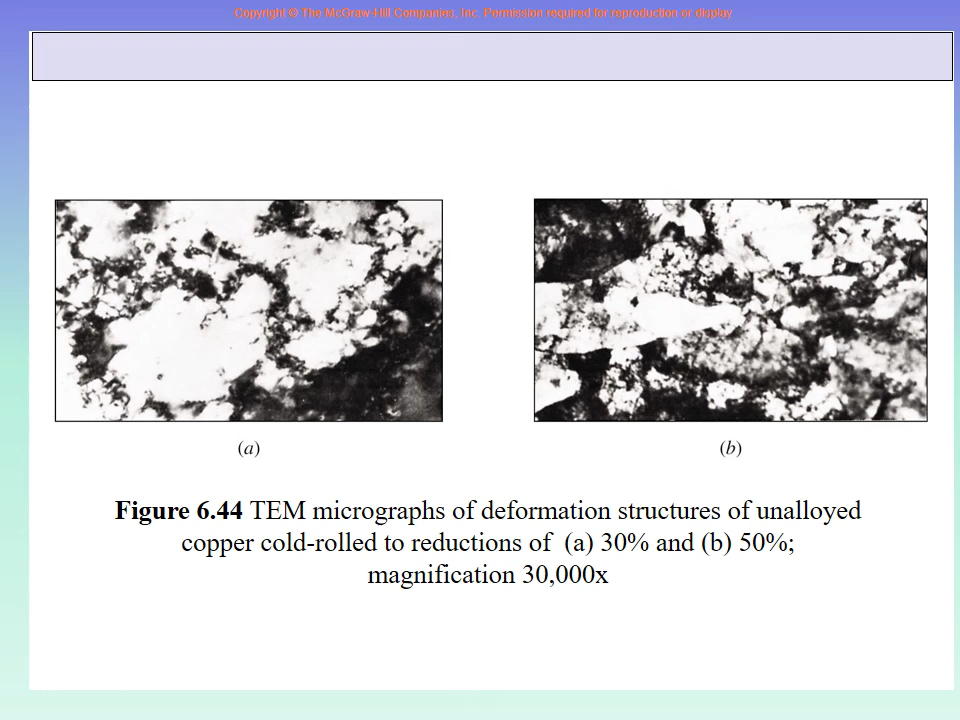 Copyright © The McGraw-Hill Companies, Inc. Permission required for reproduction or display
(a)
(b)
Figure 6.44 TEM micrographs of deformation structures of unalloyed
copper cold-rolled to reductions of (a) 30% and (b) 50%;
magnification 30,000x